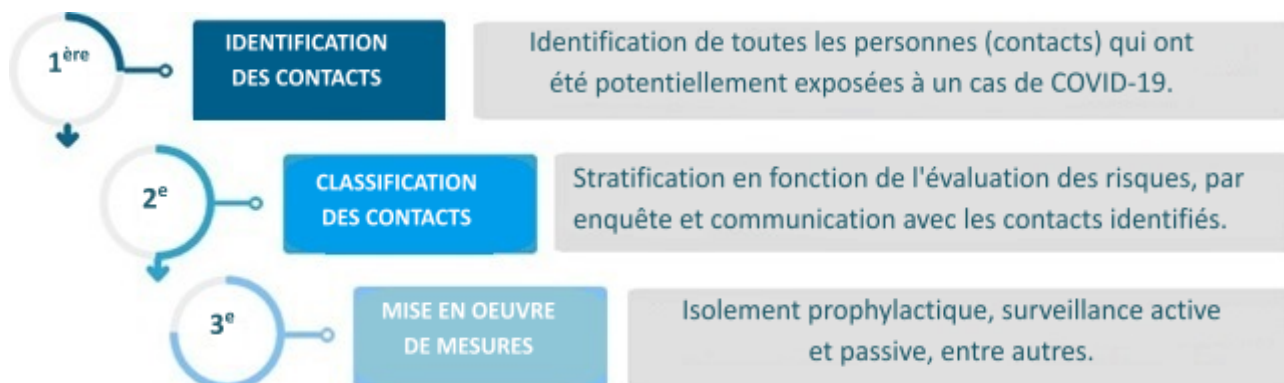 1ère
IDENTIFICATION
DES CONTACTS
Identification de toutes les personnes (contacts) qui ont
été potentiellement exposées à un cas de COVID-19.
2e
CLASSIFICATION
DES CONTACTS
Stratification en fonction de l'évaluation des risques, par
enquête et communication avec les contacts identifiés.
3e
MISE EN OEUVRE
DE MESURES
Isolement prophylactique, surveillance active
et passive, entre autres.